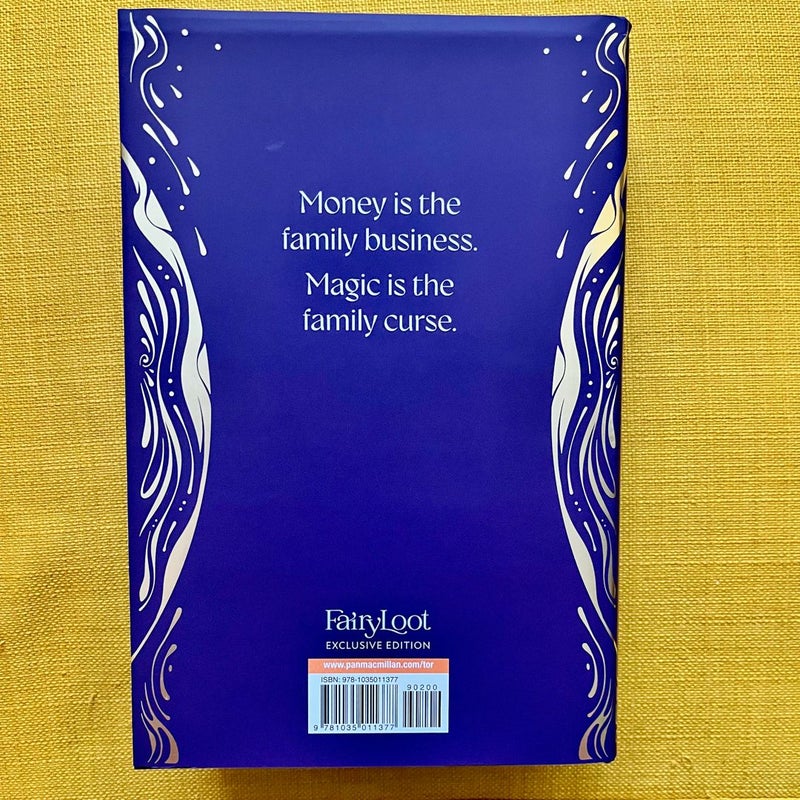 Money is the
family business.
Magic is the
family curse.
FairyLoot
EXCLUSIVE EDITION
www.panmacmillan.com/tor
ISBN: 978-1035011377
90200
9 781035 011377